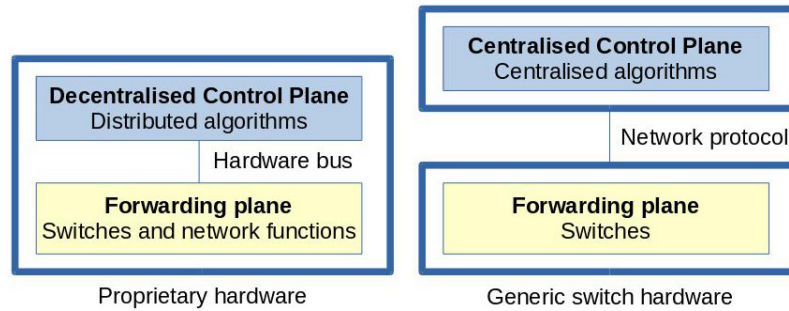 Decentralised Control Plane
Distributed algorithms
Hardware bus
Forwarding plane
Switches and network functions
Proprietary hardware
Centralised Control Plane
Centralised algorithms
Network protocol
Forwarding plane
Switches
Generic switch hardware